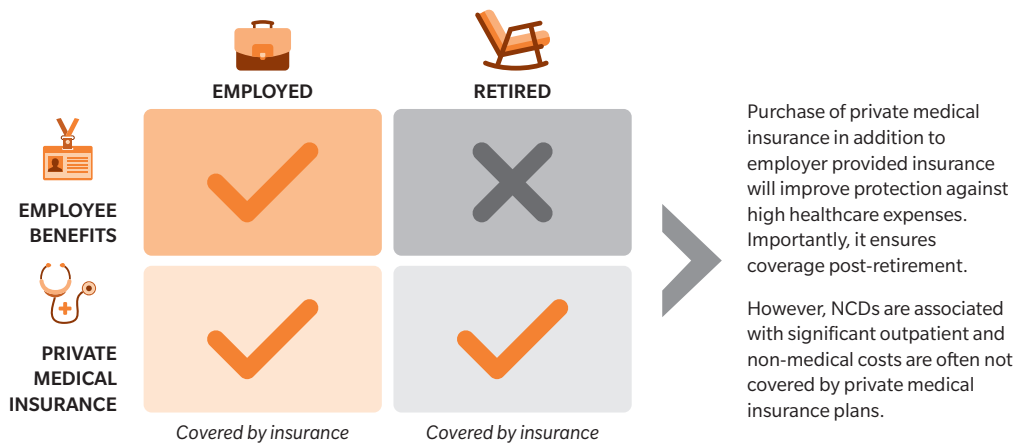 EMPLOYED
RETIRED
EMPLOYEE
BENEFITS
PRIVATE
MEDICAL
INSURANCE
Covered by insurance
Covered by insurance
Purchase of private medical
insurance in addition to
employer provided insurance
will improve protection against
high healthcare expenses.
Importantly, it ensures
coverage post-retirement.
However, NCDs are associated
with significant outpatient and
non-medical costs are often not
covered by private medical
insurance plans.